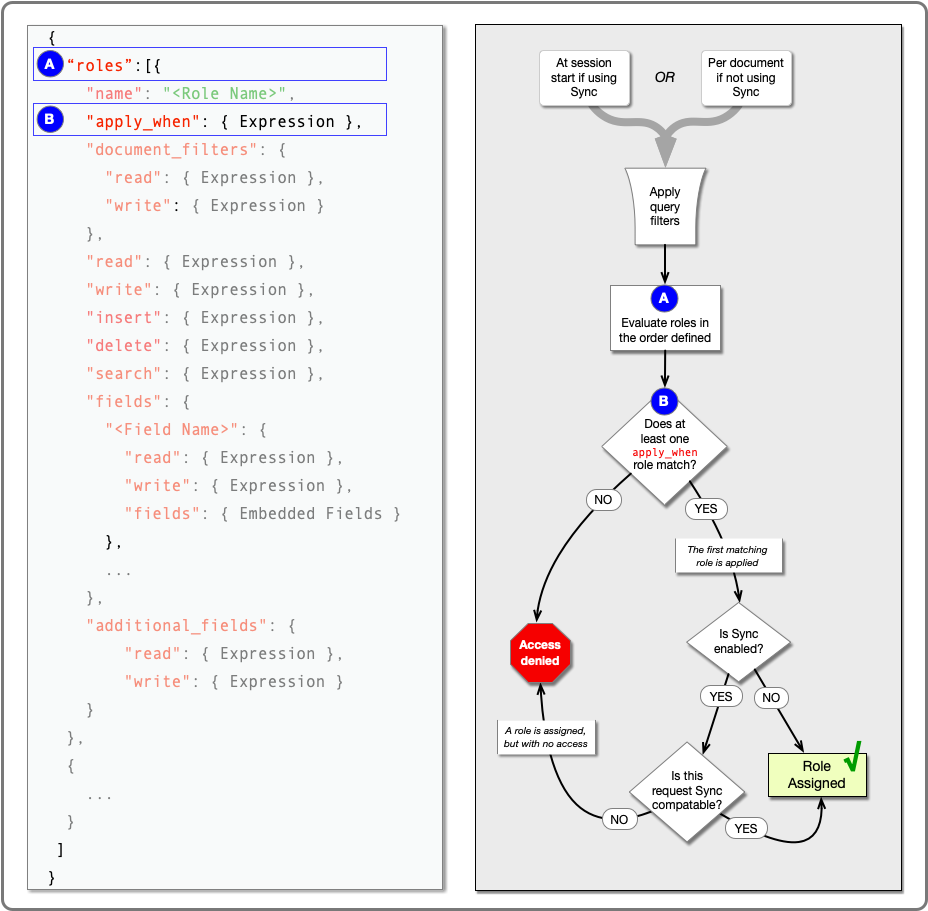 {
A “roles”:[{
"name": "<Role Name>",
B "apply_when": { Expression },
"document_filters": {
"read": { Expression },
"write": { Expression }
},
"read": { Expression },
"write": { Expression },
"insert": { Expression },
"delete": { Expression },
"search": { Expression },
"fields": {
"<Field Name>": {
"read": { Expression },
"write": { Expression },
"fields": { Embedded Fields }
},
...
},
"additional_fields": {
"read": { Expression },
"write": { Expression }
}
},
{
...
}
]
}
At session
start if using
Sync
OR
Per document
if not using
Sync
Apply
query
filters
A
Evaluate roles in
the order defined
B
Does at
least one
apply_when
role match?
NO
YES
The first matching
role is applied
Access
denied
Is Sync
enabled?
YES
NO
A role is assigned,
but with no access
Is this
request Sync
compatable?
Role
Assigned
NO
YES